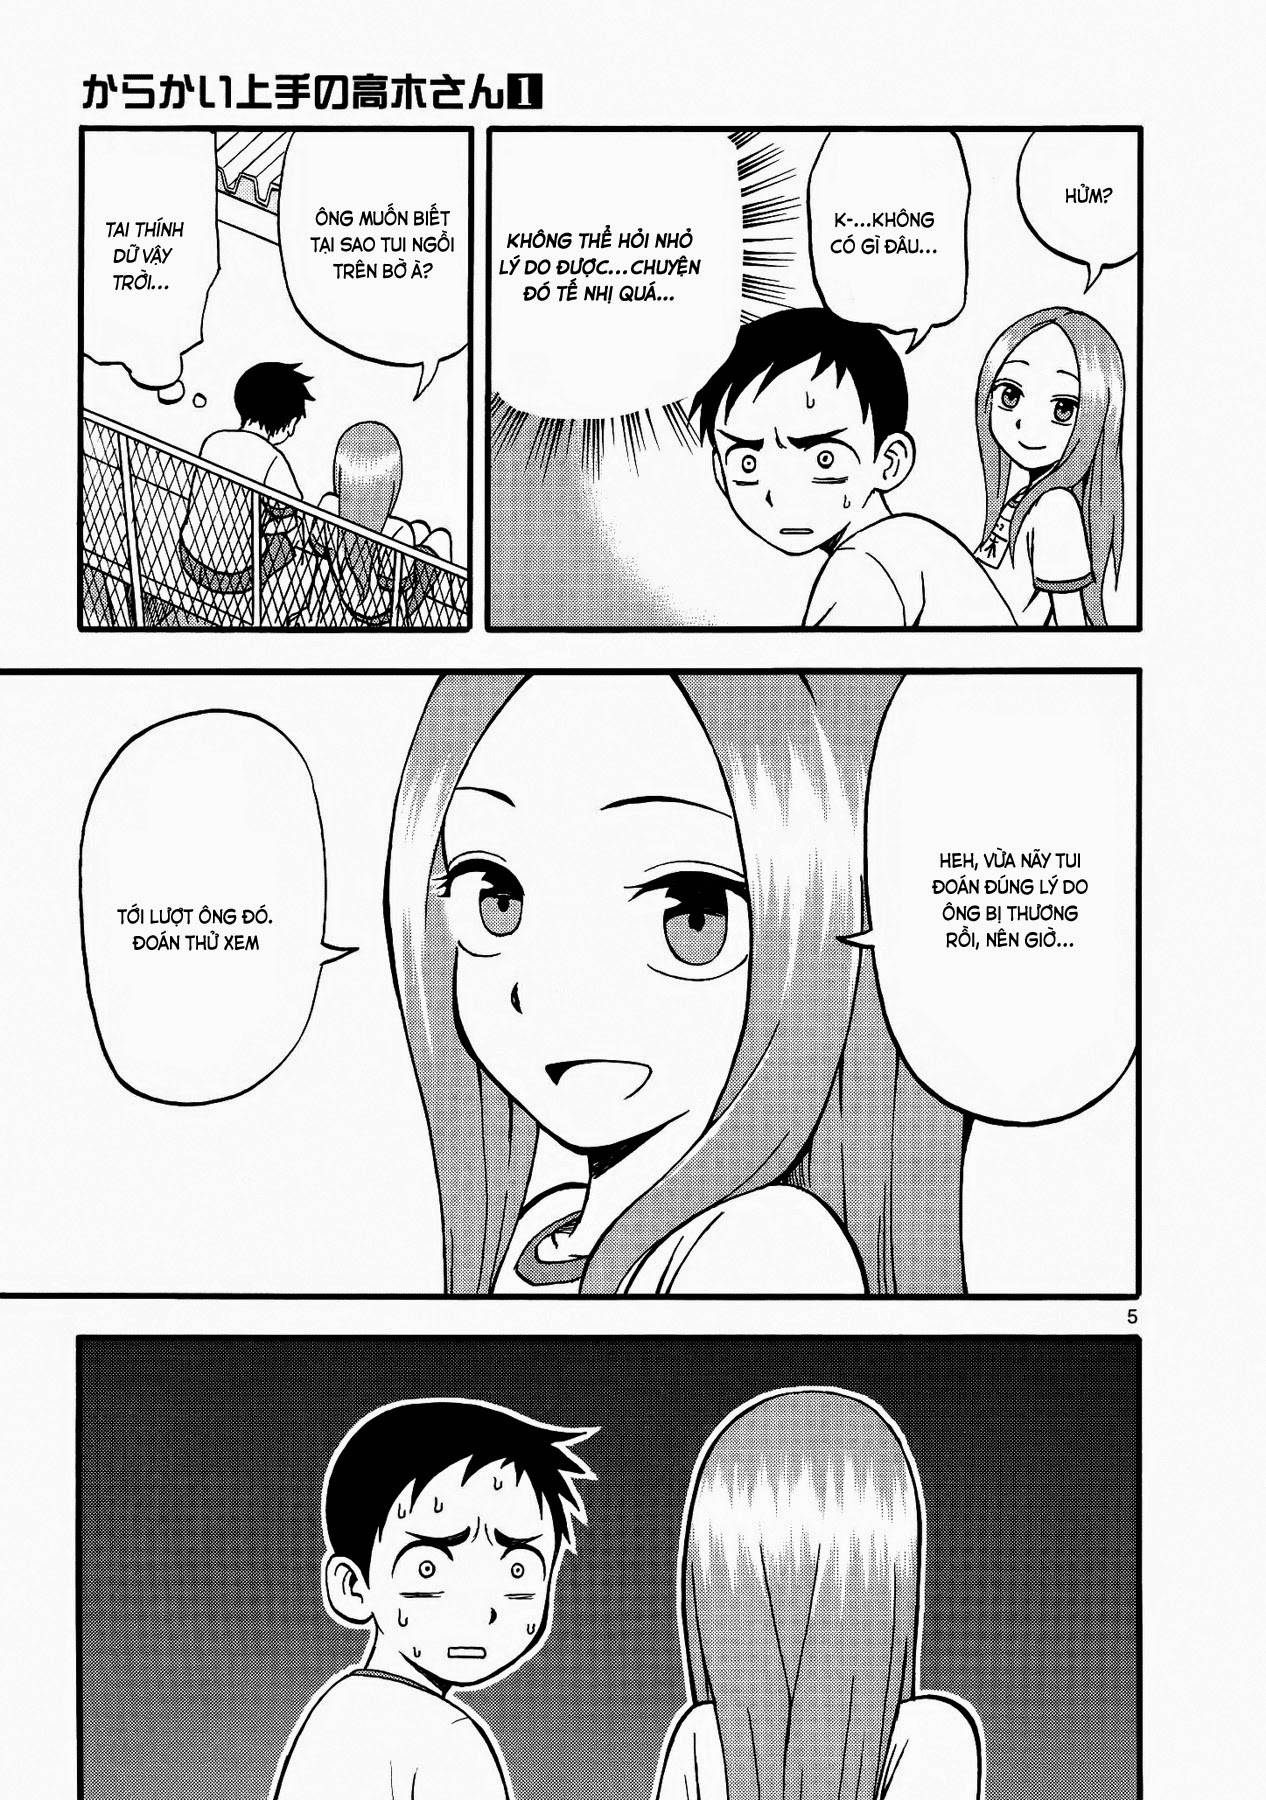 からかい上手の高木さん1
HỬM?
K-...KHÔNG
CÓ GÌ ĐÂU...
KHÔNG THỂ HỎI NHỎ
LÝ DO ĐƯỢC...CHUYỆN
ĐÓ TẾ NHỊ QUÁ...
ÔNG MUỐN BIẾT
TẠI SAO TUI NGỒI
TRÊN BỜ À?
TAI THÍNH
DỮ VẬY
TRỜI...
HEH, VỪA NÃY TUI
ĐOÁN ĐÚNG LÝ DO
ÔNG BỊ THƯƠNG
RỒI, NÊN GIỜ...
TỚI LƯỢT ÔNG ĐÓ.
ĐOÁN THỬ XEM
5